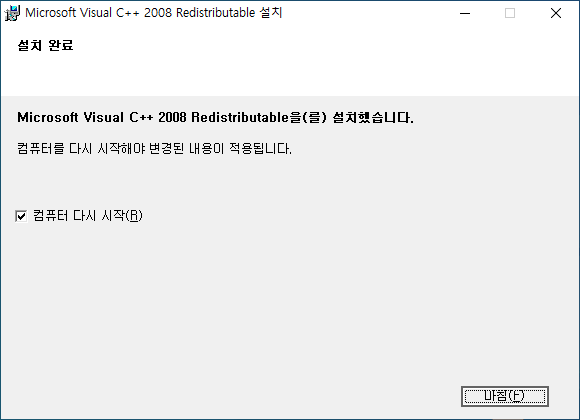 Microsoft Visual C++ 2008 Redistributable 설치
설치 완료
Microsoft Visual C++ 2008 Redistributable을(를) 설치했습니다.
컴퓨터를 다시 시작해야 변경된 내용이 적용됩니다.
컴퓨터 다시 시작(R)
마침(F)